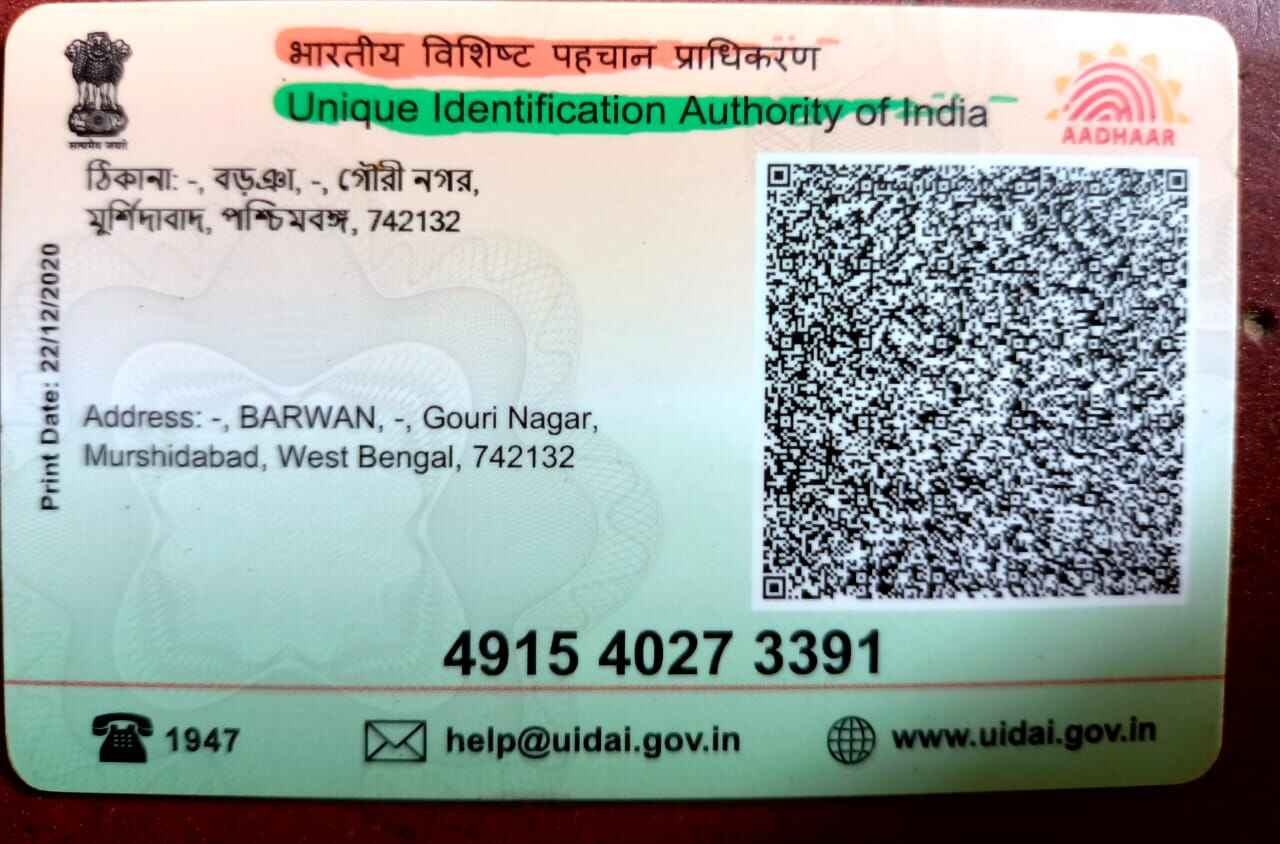 भारतीय विशिष्ट पहचान प्राधिकरण
Unique Identification Authority of India
सत्यमेव जयते
AADHAAR
ঠিকানা: -, বড়ঞা, -, গৌরী নগর,
মুর্শিদাবাদ, পশ্চিমবঙ্গ, 742132
Print Date: 22/12/2020
Address: -, BARWAN, -, Gouri Nagar,
Murshidabad, West Bengal, 742132
4915 4027 3391
1947
help@uidai.gov.in
www.uidai.gov.in